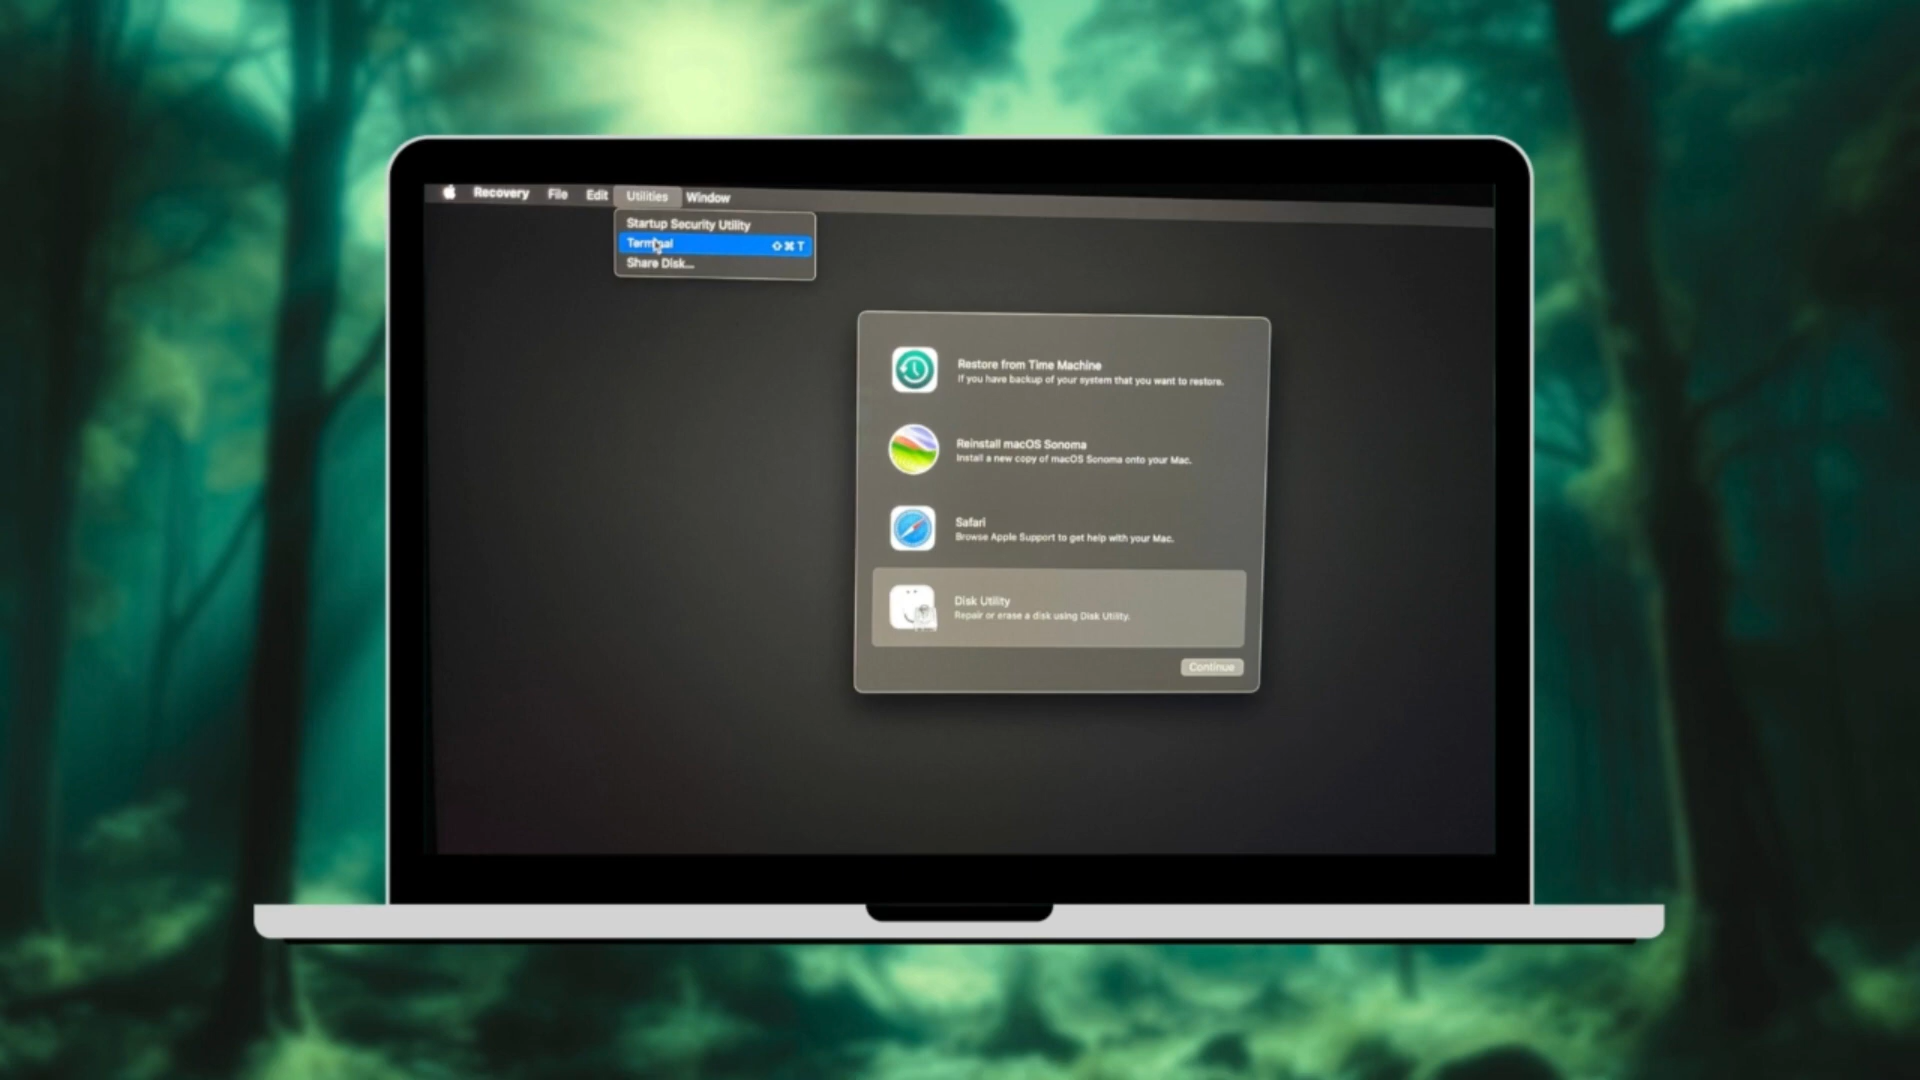 Recovery File Edit Utilities Window
Startup Security Utility
Terminal ⇧⌘T
Share Disk...
Restore from Time Machine
If you have backup of your system that you want to restore.
Reinstall macOS Sonoma
Install a new copy of macOS Sonoma onto your Mac.
Safari
Browse Apple Support to get help with your Mac.
Disk Utility
Repair or erase a disk using Disk Utility.
Continue